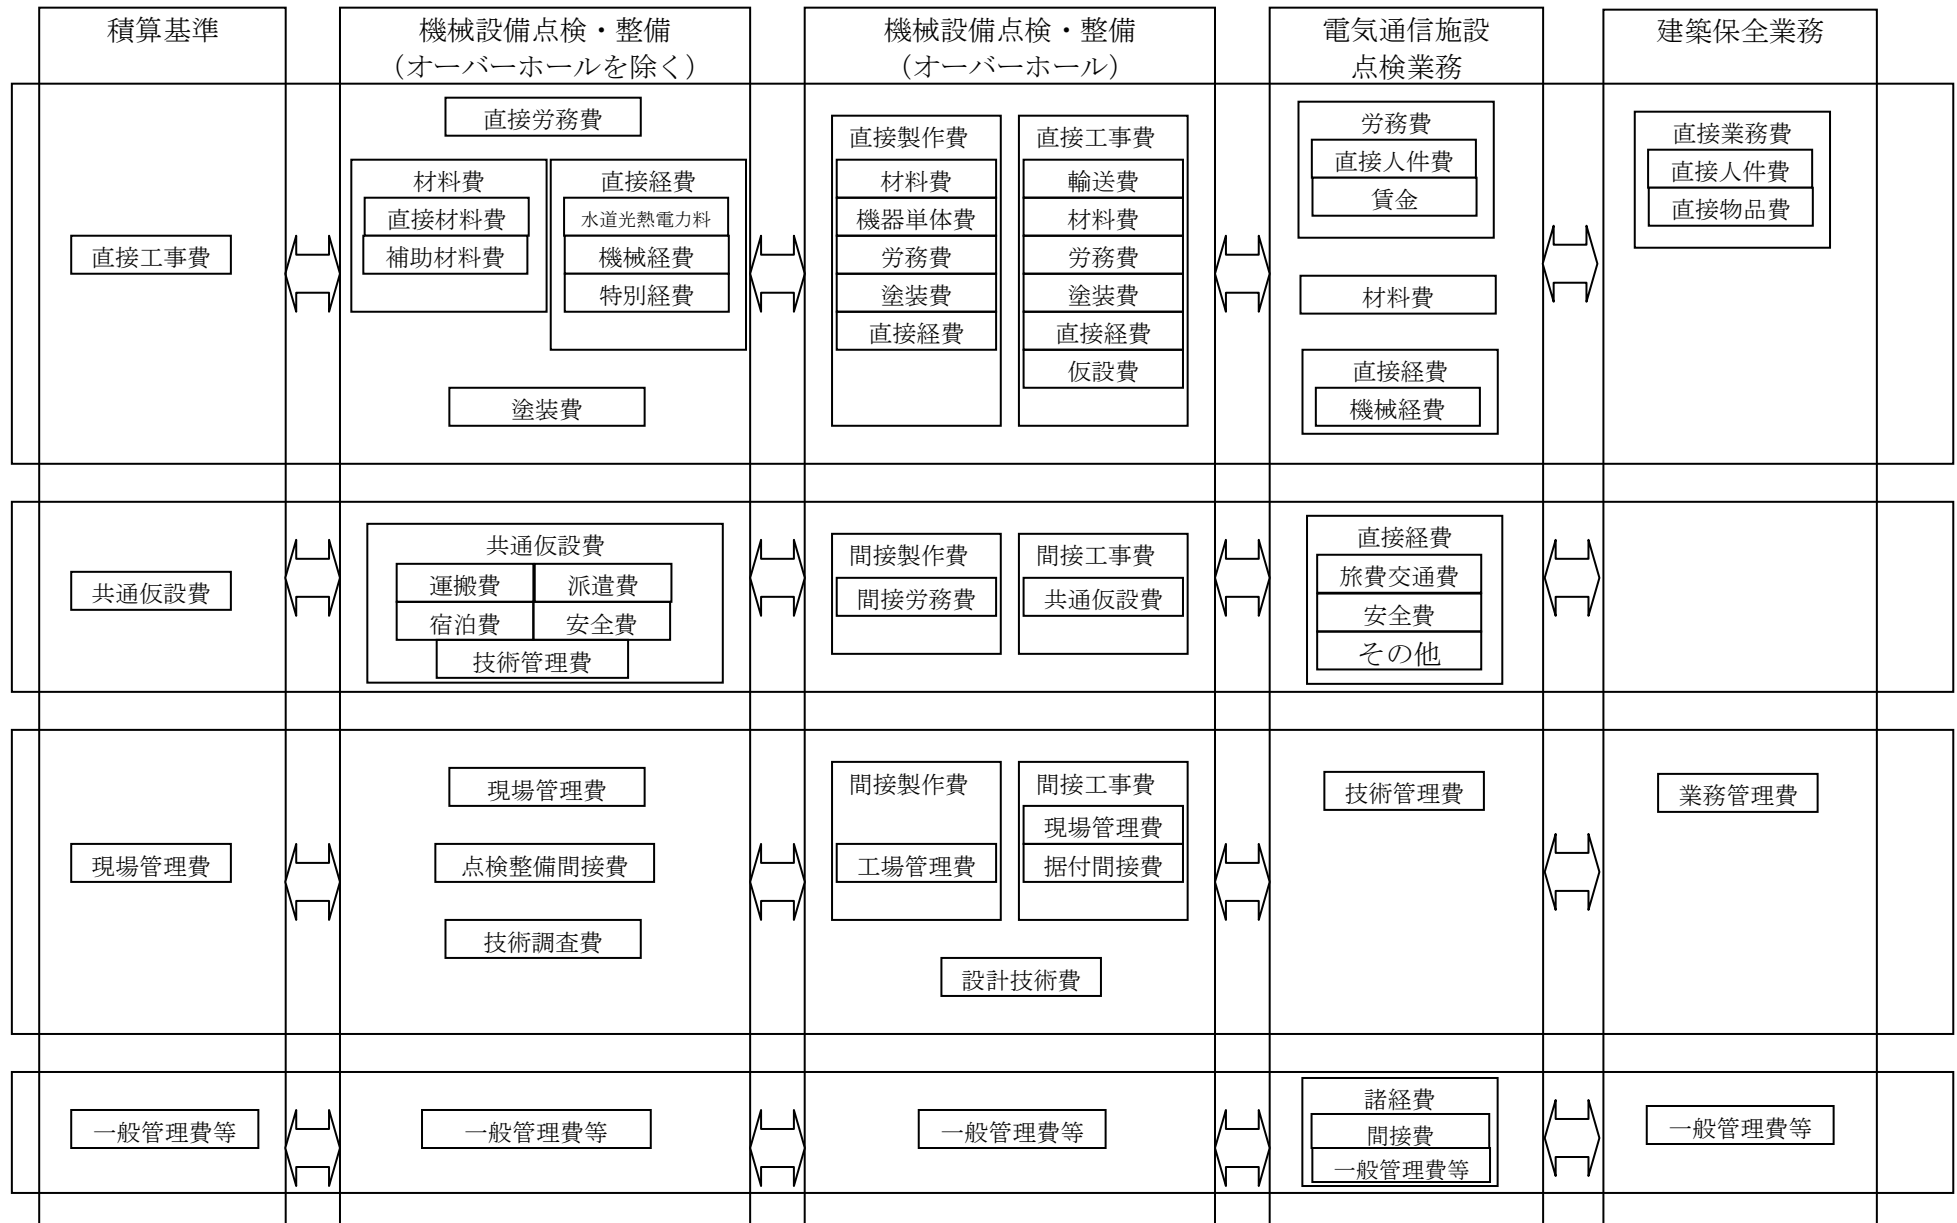 積算基準
機械設備点検・整備
（オーバーホールを除く）
機械設備点検・整備
（オーバーホール）
電気通信施設
点検業務
建築保全業務
直接工事費
直接労務費
材料費
直接材料費
補助材料費
直接経費
水道光熱電力料
機械経費
特別経費
塗装費
直接製作費
材料費
機器単体費
労務費
塗装費
直接経費
直接工事費
輸送費
材料費
労務費
塗装費
直接経費
仮設費
労務費
直接人件費
賃金
材料費
直接経費
機械経費
直接業務費
直接人件費
直接物品費
共通仮設費
共通仮設費
運搬費
派遣費
宿泊費
安全費
技術管理費
間接製作費
間接労務費
間接工事費
共通仮設費
直接経費
旅費交通費
安全費
その他
現場管理費
現場管理費
点検整備間接費
技術調査費
間接製作費
工場管理費
間接工事費
現場管理費
据付間接費
設計技術費
技術管理費
業務管理費
一般管理費等
一般管理費等
一般管理費等
諸経費
間接費
一般管理費等
一般管理費等